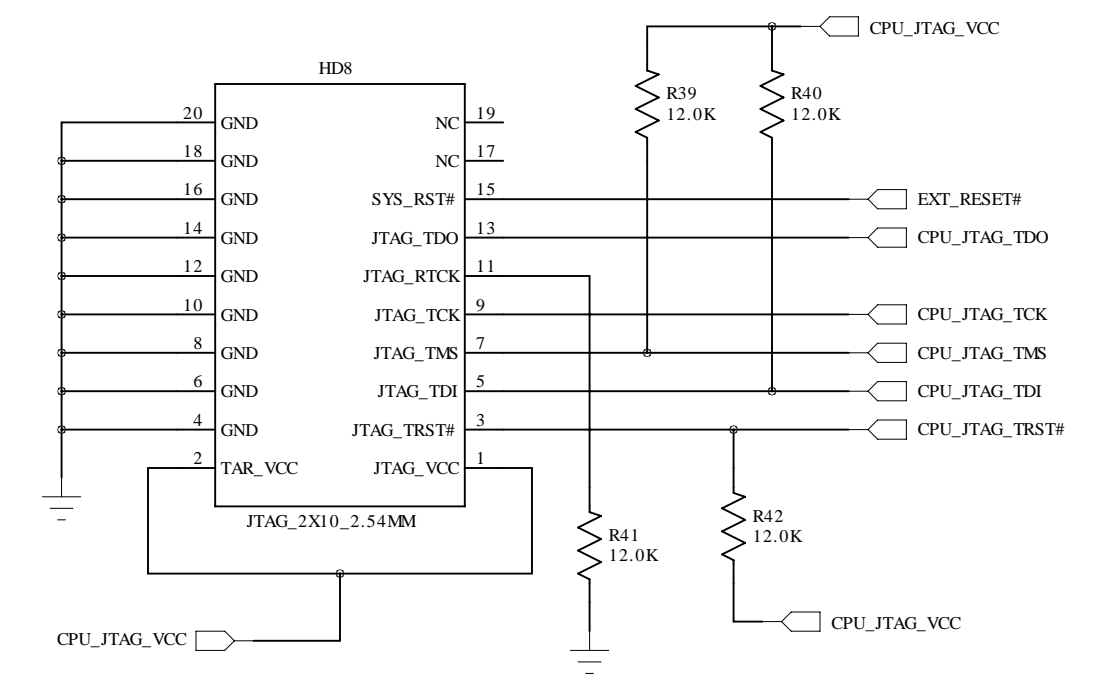 CPU_JTAG_VCC
HD8
R39
12.0K
R40
12.0K
20 GND NC 19
18 GND NC 17
16 GND SYS_RST# 15 EXT_RESET#
14 GND JTAG_TDO 13 CPU_JTAG_TDO
12 GND JTAG_RTCK 11
10 GND JTAG_TCK 9 CPU_JTAG_TCK
8 GND JTAG_TMS 7 CPU_JTAG_TMS
6 GND JTAG_TDI 5 CPU_JTAG_TDI
4 GND JTAG_TRST# 3 CPU_JTAG_TRST#
2 TAR_VCC JTAG_VCC 1
JTAG_2X10_2.54MM
R41
12.0K
R42
12.0K
CPU_JTAG_VCC
CPU_JTAG_VCC